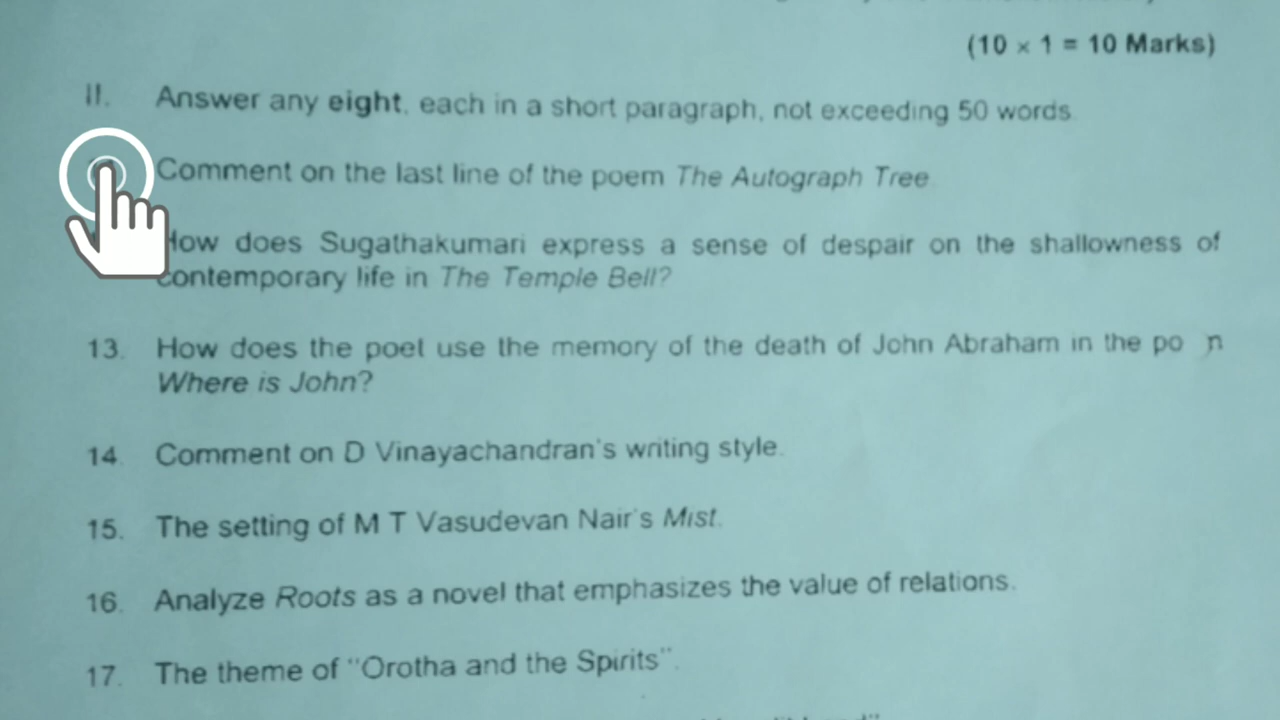 (10 × 1 = 10 Marks)
II. Answer any eight, each in a short paragraph, not exceeding 50 words.
Comment on the last line of the poem The Autograph Tree.
How does Sugathakumari express a sense of despair on the shallowness of
contemporary life in The Temple Bell?
13. How does the poet use the memory of the death of John Abraham in the po n
Where is John?
14. Comment on D Vinayachandran's writing style.
15. The setting of M T Vasudevan Nair's Mist.
16. Analyze Roots as a novel that emphasizes the value of relations.
17. The theme of "Orotha and the Spirits".